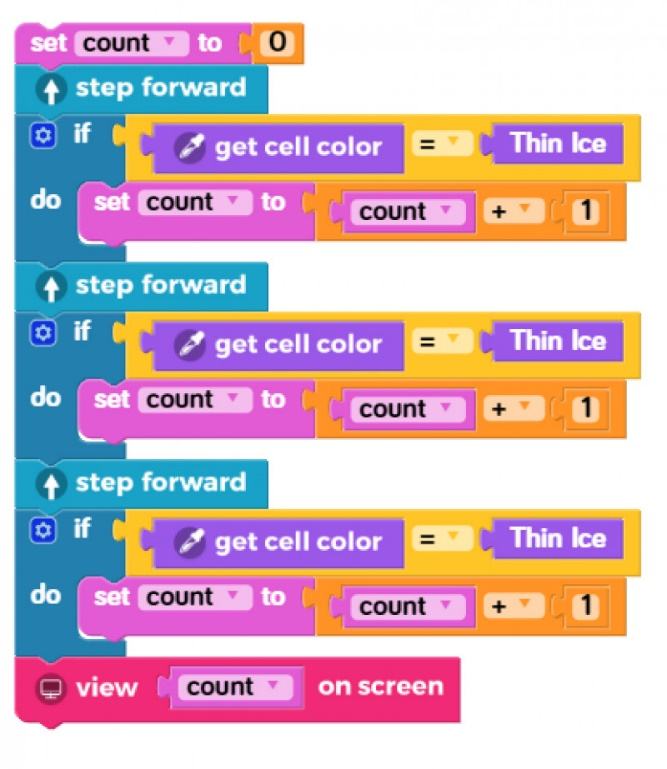 set count to 0
step forward
if get cell color = Thin Ice
do set count to count + 1
step forward
if get cell color = Thin Ice
do set count to count + 1
step forward
if get cell color = Thin Ice
do set count to count + 1
view count on screen